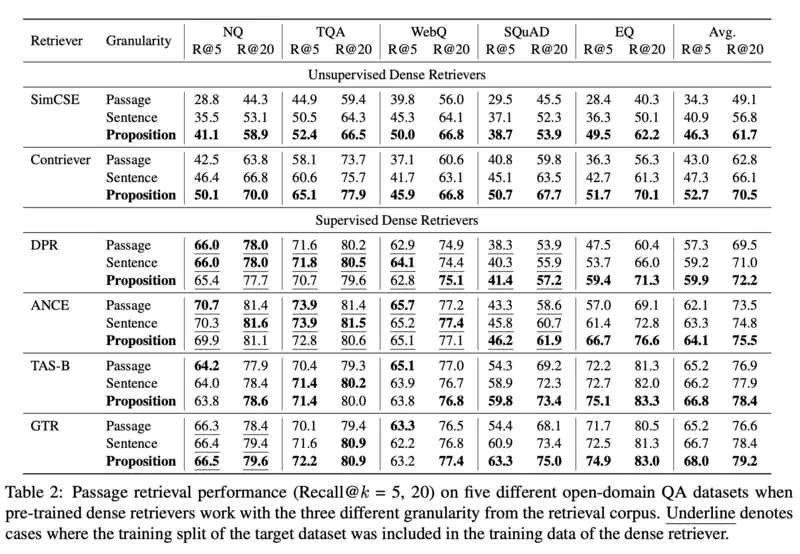 Retriever Granularity NQ TQA WebQ SQuAD EQ Avg.
R@5 R@20 R@5 R@20 R@5 R@20 R@5 R@20 R@5 R@20 R@5 R@20
Unsupervised Dense Retrievers
SimCSE Passage 28.8 44.3 44.9 59.4 39.8 56.0 29.5 45.5 28.4 40.3 34.3 49.1
Sentence 35.5 53.1 50.5 64.3 45.3 64.1 37.1 52.3 36.3 50.1 40.9 56.8
Proposition 41.1 58.9 52.4 66.5 50.0 66.8 38.7 53.9 49.5 62.2 46.3 61.7
Contriever Passage 42.5 63.8 58.1 73.7 37.1 60.6 40.8 59.8 36.3 56.3 43.0 62.8
Sentence 46.4 66.8 60.6 75.7 41.7 63.1 45.1 63.5 42.7 61.3 47.3 66.1
Proposition 50.1 70.0 65.1 77.9 45.9 66.8 50.7 67.7 51.7 70.1 52.7 70.5
Supervised Dense Retrievers
DPR Passage 66.0 78.0 71.6 80.2 62.9 74.9 38.3 53.9 47.5 60.4 57.3 69.5
Sentence 66.0 78.0 71.8 80.5 64.1 74.4 40.3 55.9 53.7 66.0 59.2 71.0
Proposition 65.4 77.7 70.7 79.6 62.8 75.1 41.4 57.2 59.4 71.3 59.9 72.2
ANCE Passage 70.7 81.4 73.9 81.4 65.7 77.2 43.3 58.6 57.0 69.1 62.1 73.5
Sentence 70.3 81.6 73.9 81.5 65.2 77.4 45.8 60.7 61.4 72.8 63.3 74.8
Proposition 69.9 81.1 72.8 80.6 65.1 77.1 46.2 61.9 66.7 76.6 64.1 75.5
TAS-B Passage 64.2 77.9 70.4 79.3 65.1 77.0 54.3 69.2 72.2 81.3 65.2 76.9
Sentence 64.0 78.4 71.4 80.2 63.9 76.7 58.9 72.3 72.7 82.0 66.2 77.9
Proposition 63.8 78.6 71.4 80.0 63.8 76.8 59.8 73.4 75.1 83.3 66.8 78.4
GTR Passage 66.3 78.4 70.1 79.4 63.3 76.5 54.4 68.1 71.7 80.5 65.2 76.6
Sentence 66.4 79.4 71.6 80.9 62.2 76.8 60.9 73.4 72.5 81.3 66.7 78.4
Proposition 66.5 79.6 72.2 80.9 63.2 77.4 63.3 75.0 74.9 83.0 68.0 79.2
Table 2: Passage retrieval performance (Recall@k = 5, 20) on five different open-domain QA datasets when
pre-trained dense retrievers work with the three different granularity from the retrieval corpus. Underline denotes
cases where the training split of the target dataset was included in the training data of the dense retriever.